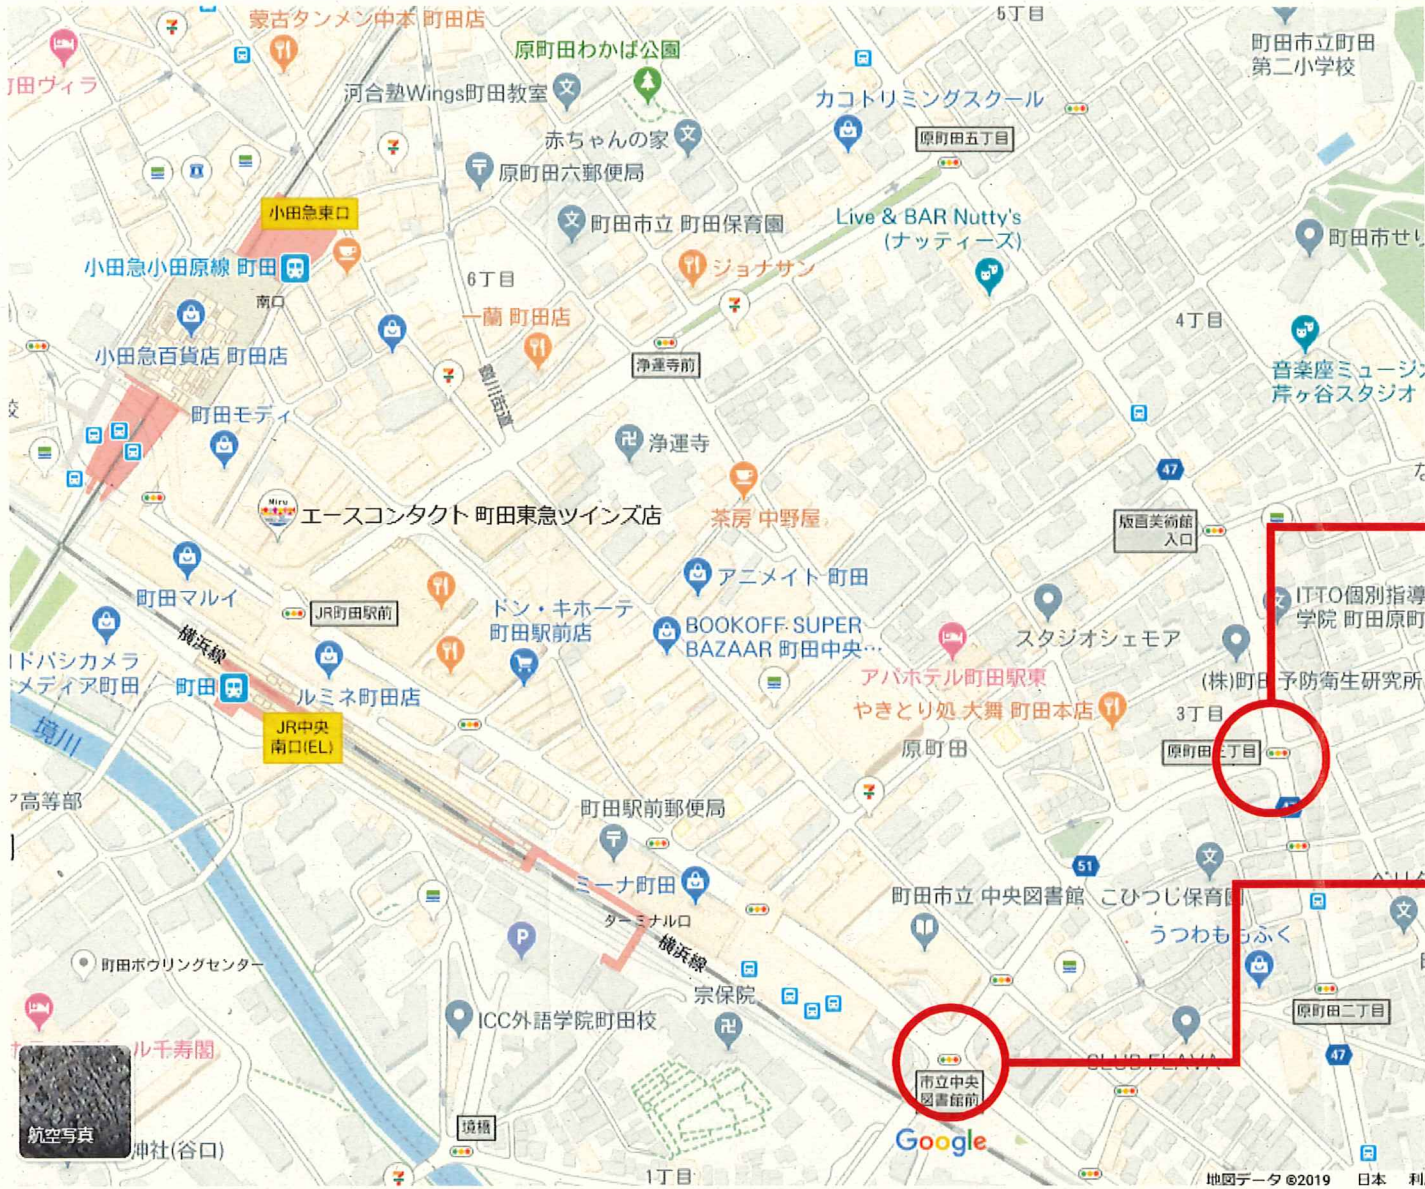 蒙古タンメン中本 町田店
5丁目
原町田わかば公園
町田市立町田
第二小学校
町田ヴィラ
河合塾Wings町田教室
カコトリミングスクール
赤ちゃんの家
原町田五丁目
原町田六郵便局
小田急東口
町田市立 町田保育園
Live & BAR Nutty's
(ナッティーズ)
町田市せり
小田急小田原線 町田
ジョナサン
6丁目
南口
一蘭 町田店
4丁目
小田急百貨店 町田店
浄運寺前
音楽座ミュージ
芹ヶ谷スタジオ
鶴川街道
校
町田モディ
浄運寺
47
な
Miru
エースコンタクト 町田東急ツインズ店
茶房 中野屋
版画美術館
入口
アニメイト 町田
町田マルイ
JR町田駅前
ドン・キホーテ
町田駅前店
ITTO個別指導
学院 町田原町
BOOKOFF SUPER
BAZAAR 町田中央…
スタジオシェモア
横浜線
ドバシカメラ
メディア町田
町田
ルミネ町田店
アパホテル町田駅東
(株)町田予防衛生研究所
やきとり処 大舞 町田本店
3丁目
JR中央
南口(EL)
境川
原町田
原町田三丁目
高等部
町田駅前郵便局
47
51
ミーナ町田
町田市立 中央図書館
こひつじ保育園
ターミナル口
うつわももふく
P
横浜線
町田ボウリングセンター
宗保院
原町田二丁目
ICC外語学院町田校
ル千寿閣
CLUB FLAVA
47
市立中央
図書館前
航空写真
境橋
Google
神社(谷口)
1丁目
地図データ ©2019
日本
利